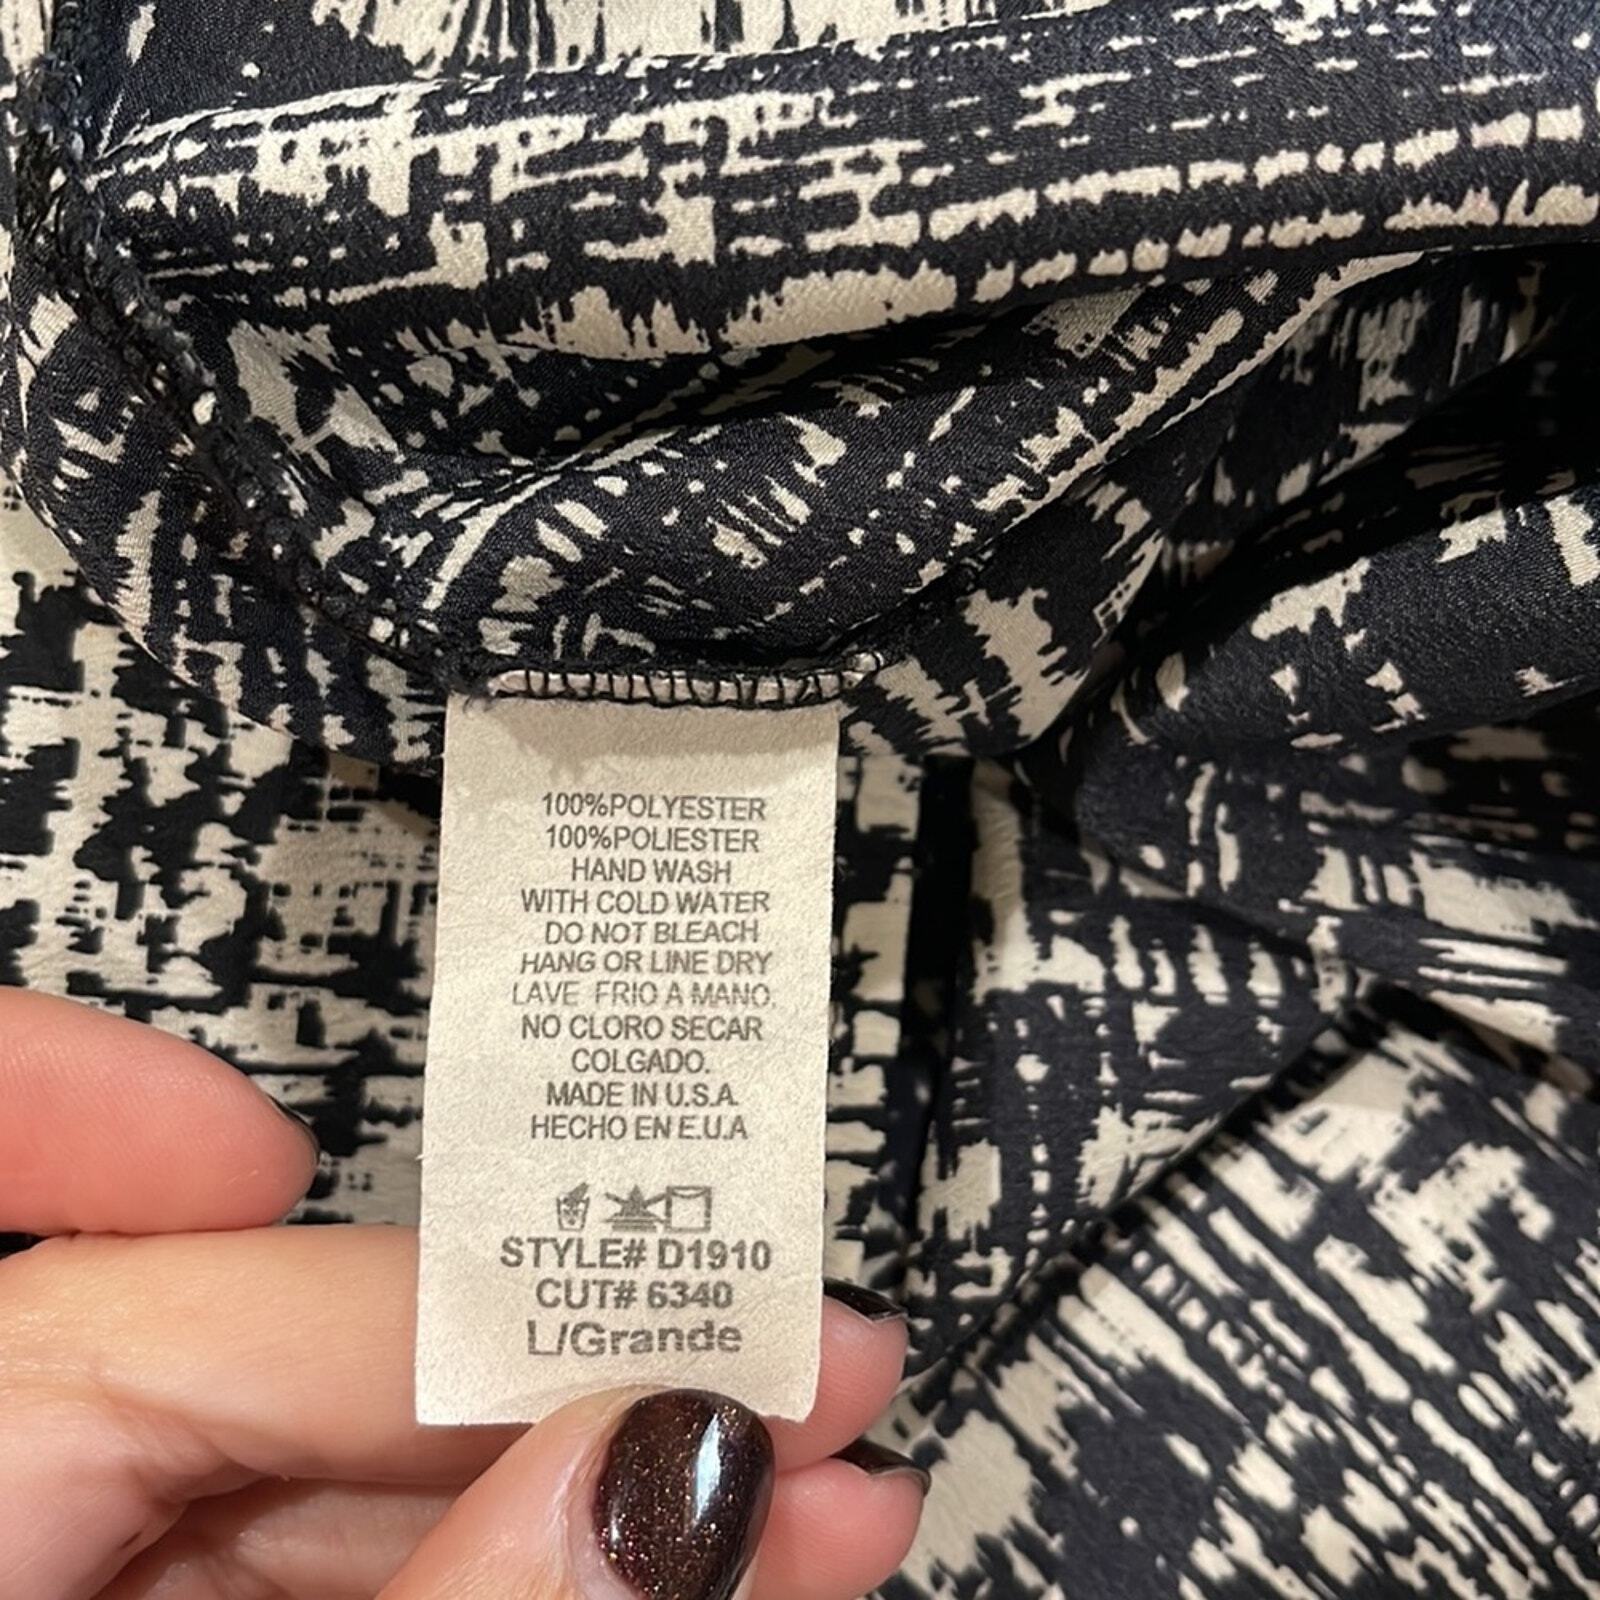 100%POLYESTER
100%POLIESTER
HAND WASH
WITH COLD WATER
DO NOT BLEACH
HANG OR LINE DRY
LAVE FRIO A MANO.
NO CLORO SECAR
COLGADO.
MADE IN U.S.A.
HECHO EN E.U.A
STYLE# D1910
CUT# 6340
L/Grande